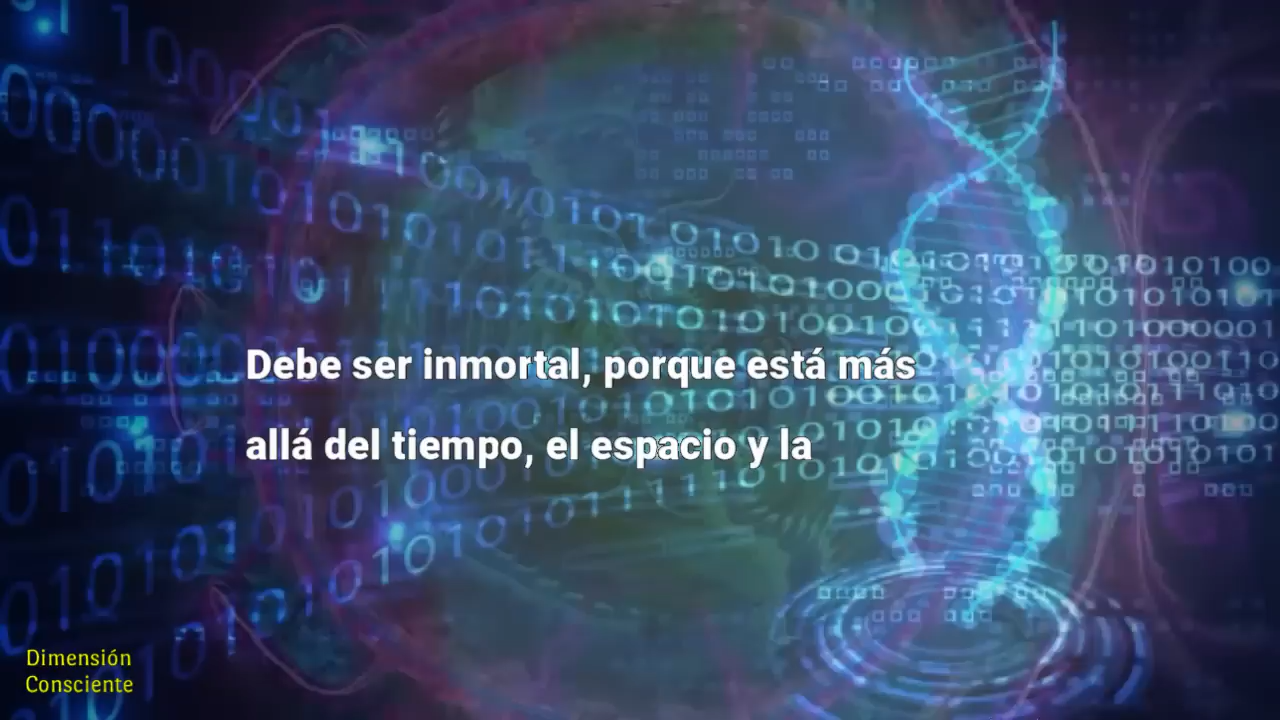 Debe ser inmortal, porque está más
allá del tiempo, el espacio y la
Dimensión
Consciente